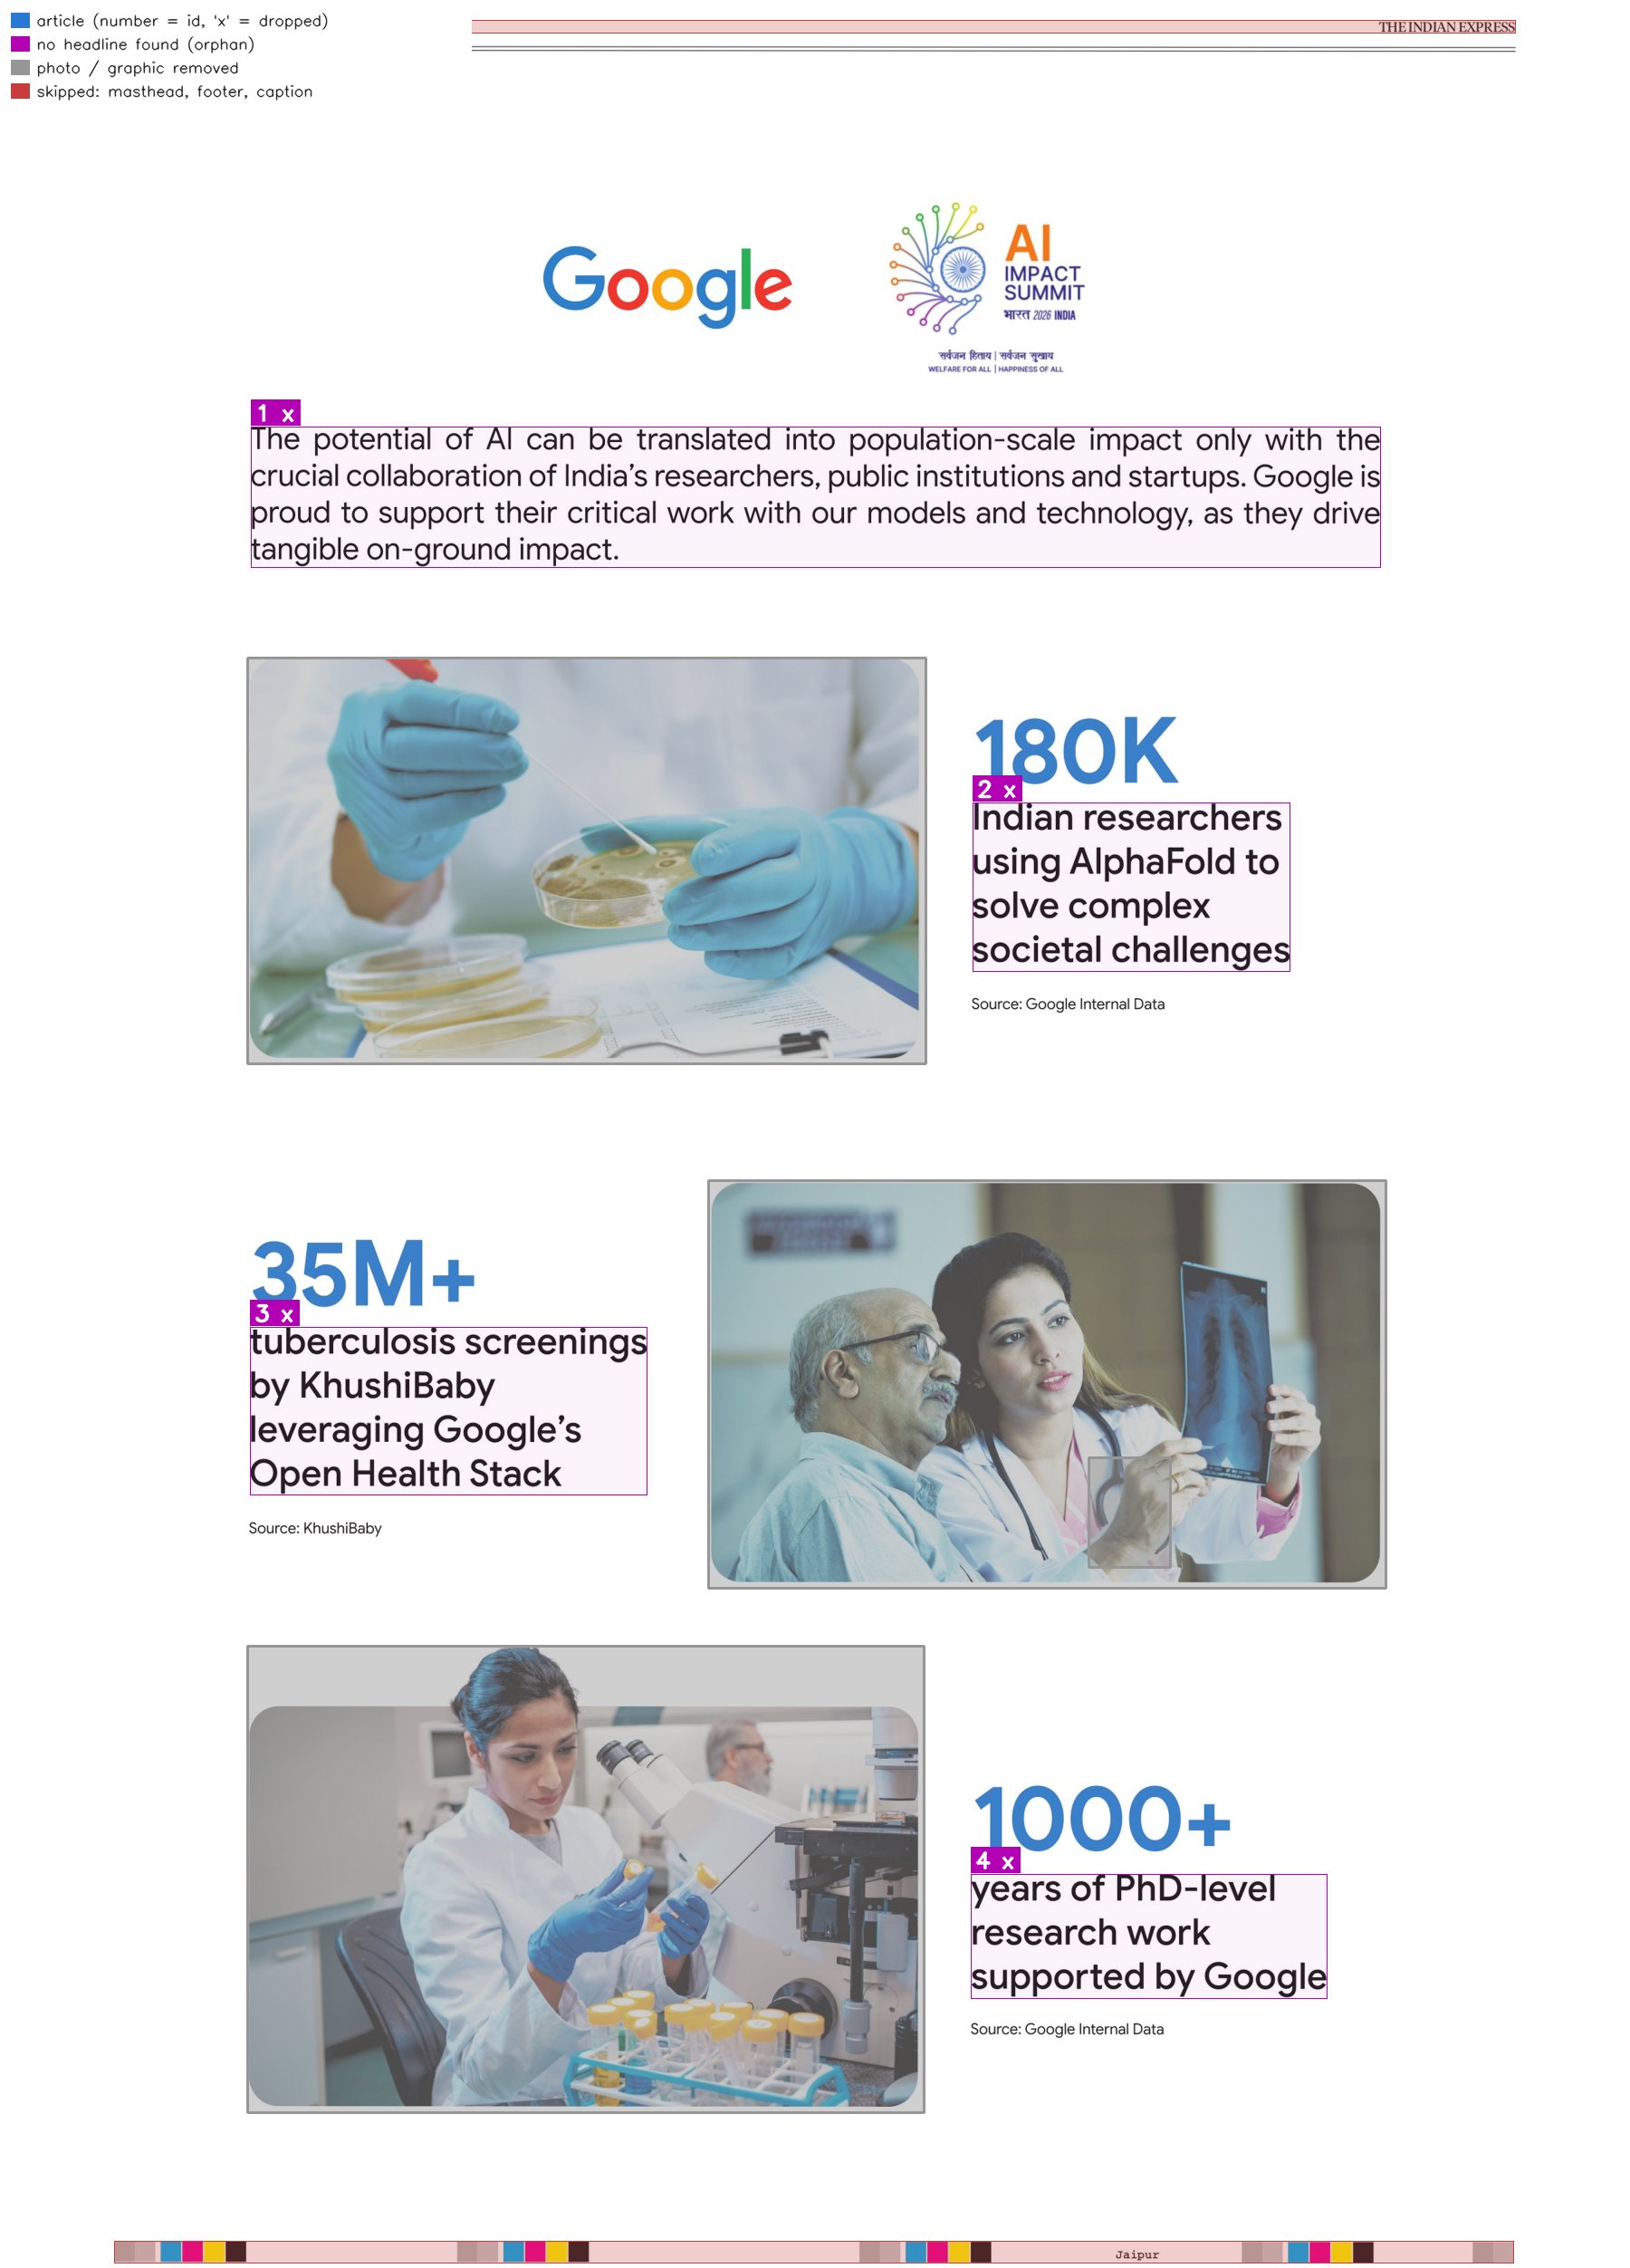 article (number = id, 'x' = dropped)
no headline found (orphan)
photo / graphic removed
skipped: masthead, footer, caption
THE INDIAN EXPRESS
Google
AI
IMPACT
SUMMIT
भारत 2026 INDIA
सर्वजन हिताय | सर्वजन सुखाय
WELFARE FOR ALL | HAPPINESS OF ALL
1 x
The potential of AI can be translated into population-scale impact only with the
crucial collaboration of India's researchers, public institutions and startups. Google is
proud to support their critical work with our models and technology, as they drive
tangible on-ground impact.
180K
2 x
Indian researchers
using AlphaFold to
solve complex
societal challenges
Source: Google Internal Data
35M+
3 x
tuberculosis screenings
by KhushiBaby
leveraging Google's
Open Health Stack
Source: KhushiBaby
1000+
4 x
years of PhD-level
research work
supported by Google
Source: Google Internal Data
Jaipur